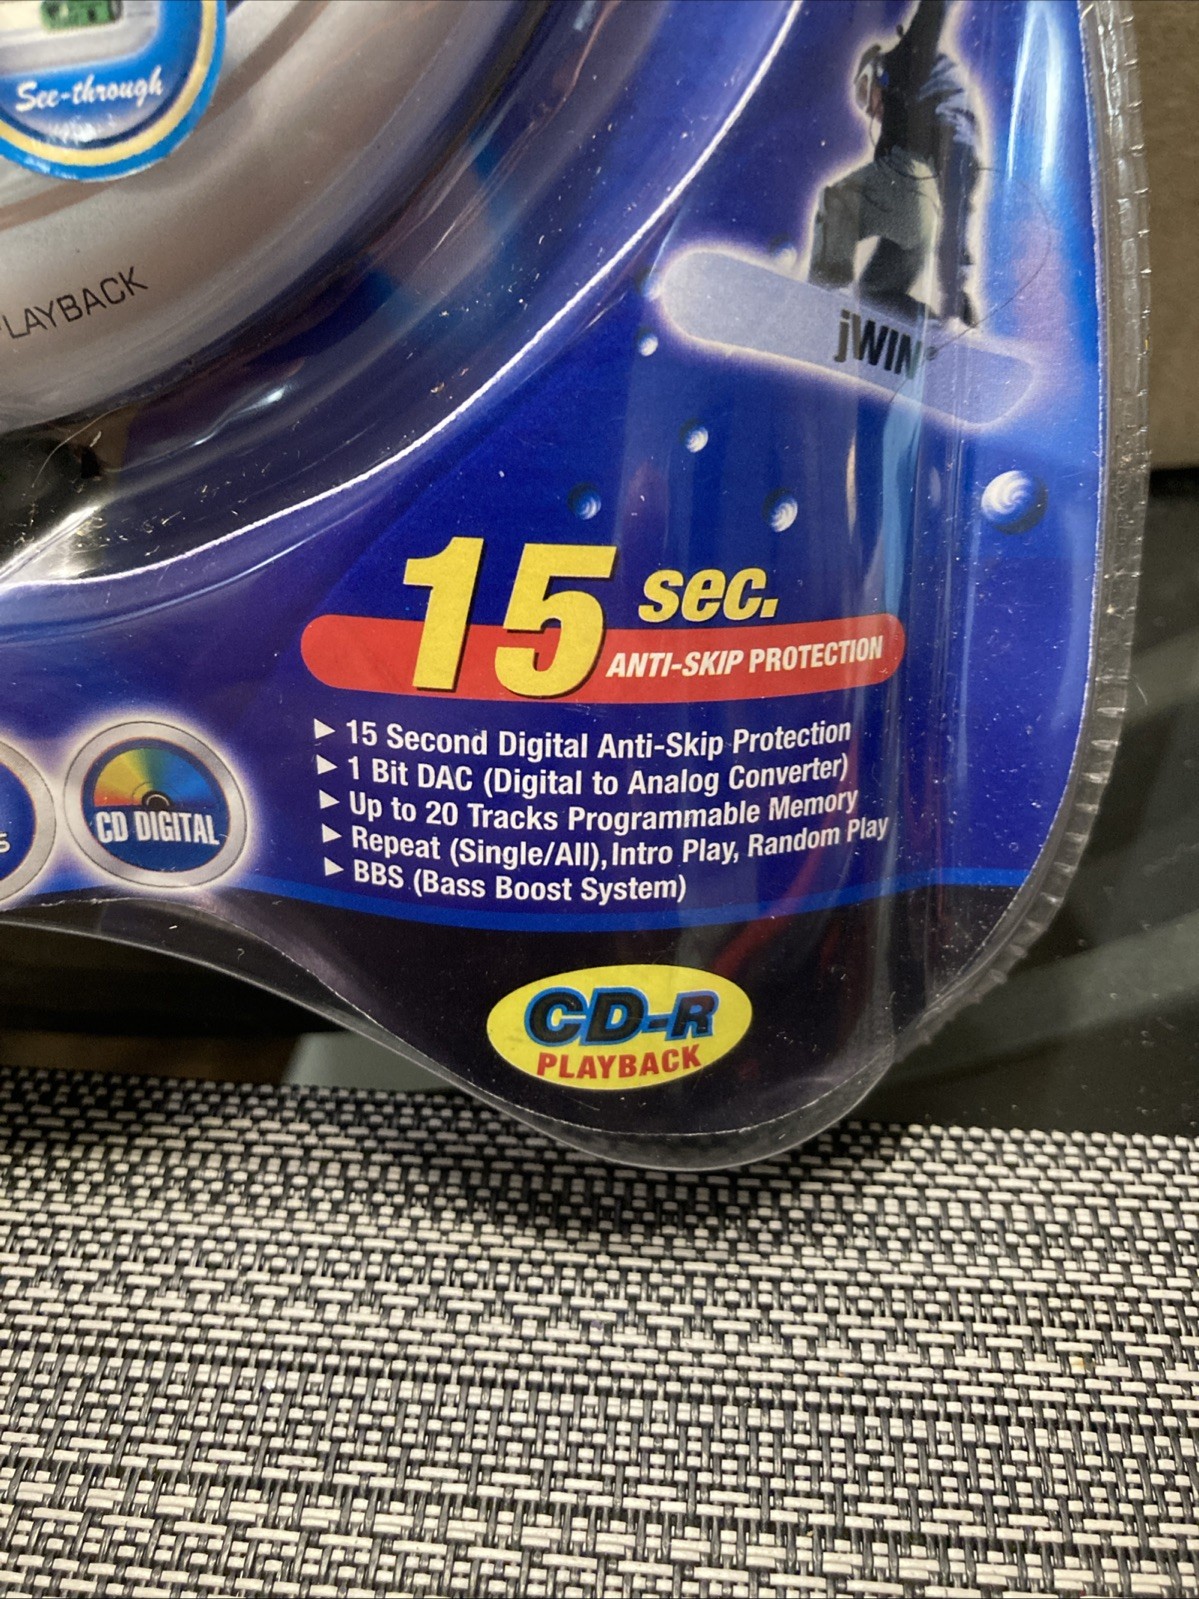 See-through
PLAYBACK
jWIN®
15 sec.
ANTI-SKIP PROTECTION
▶ 15 Second Digital Anti-Skip Protection
▶ 1 Bit DAC (Digital to Analog Converter)
▶ Up to 20 Tracks Programmable Memory
▶ Repeat (Single/All), Intro Play, Random Play
▶ BBS (Bass Boost System)
CD DIGITAL
CD-R
PLAYBACK